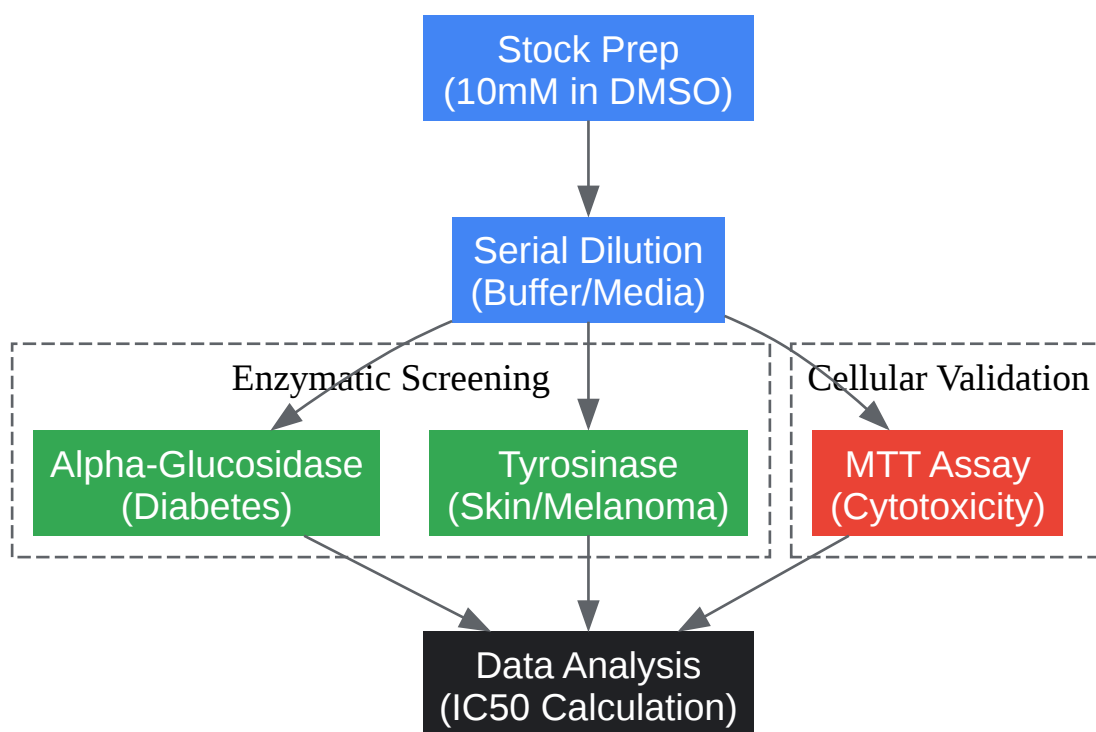 Stock Prep
(10mM in DMSO)
Serial Dilution
(Buffer/Media)
Enzymatic Screening
Cellular Validation
Alpha-Glucosidase
(Diabetes)
Tyrosinase
(Skin/Melanoma)
MTT Assay
(Cytotoxicity)
Data Analysis
(IC50 Calculation)